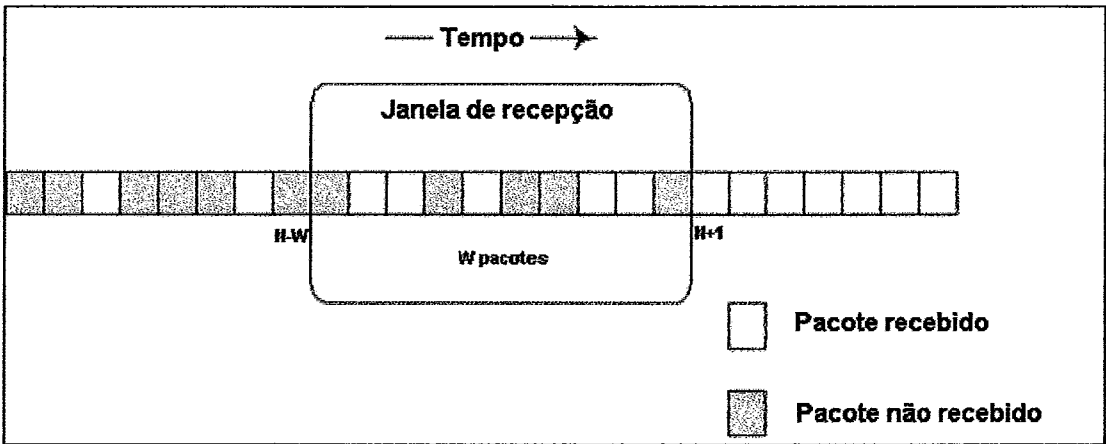 Tempo
Janela de recepção
N-W
N+1
W pacotes
Pacote recebido
Pacote não recebido